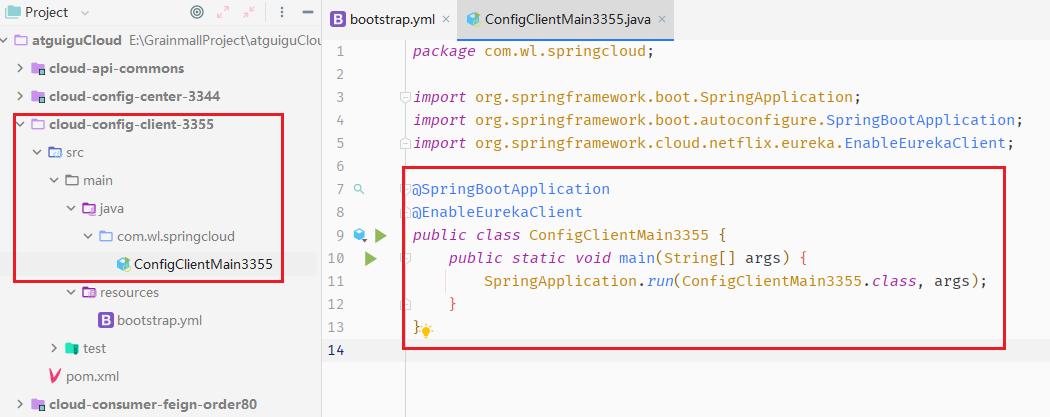 Project
atguiguCloud E:\GrainmallProject\atguiguClou
cloud-api-commons
cloud-config-center-3344
cloud-config-client-3355
src
main
java
com.wl.springcloud
ConfigClientMain3355
resources
bootstrap.yml
test
pom.xml
cloud-consumer-feign-order80
bootstrap.yml ConfigClientMain3355.java
1 package com.wl.springcloud;
2
3 import org.springframework.boot.SpringApplication;
4 import org.springframework.boot.autoconfigure.SpringBootApplication;
5 import org.springframework.cloud.netflix.eureka.EnableEurekaClient;
6
7 @SpringBootApplication
8 @EnableEurekaClient
9 public class ConfigClientMain3355 {
10 public static void main(String[] args) {
11 SpringApplication.run(ConfigClientMain3355.class, args);
12 }
13 }
14